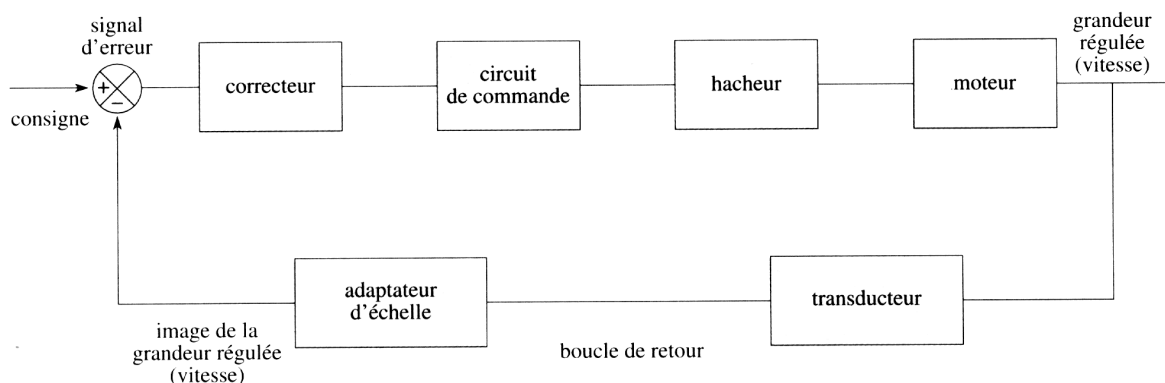 signal
d'erreur
+
−
consigne
correcteur
circuit
de commande
hacheur
moteur
grandeur
régulée
(vitesse)
adaptateur
d'échelle
transducteur
image de la
grandeur régulée
(vitesse)
boucle de retour